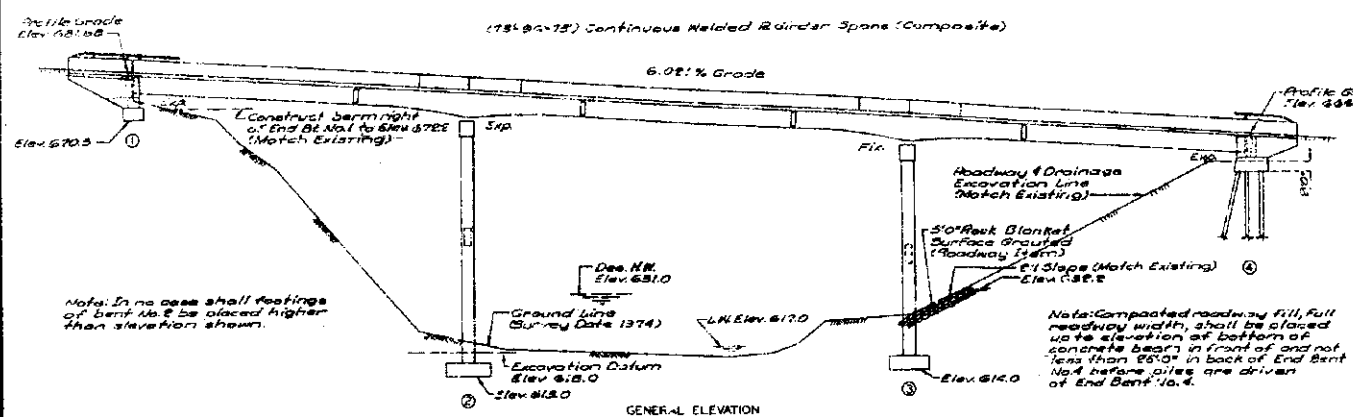 (75'-96'-75') Continuous Welded Girder Spans (Composite)
Profile Grade
Elev. 681.68
6.021% Grade
Profile G
Construct berm right
of End Bt. No.1 to Elev. 672.2
(Match Existing)
Elev. 670.5
①
Exp.
Fix.
Exp.
Roadway & Drainage
Excavation Line
(Match Existing)
5'0" Rock Blanket
Surface Grouted
(Roadway Item)
2:1 Slope (Match Existing)
Elev. 632.2
④
Des. H.W.
Elev. 651.0
Note: In no case shall footings
of bent No.2 be placed higher
than elevation shown.
Ground Line
(Survey Date 1974)
L.W. Elev. 617.0
Note: Compacted roadway fill, full
roadway width, shall be placed
up to elevation of bottom of
concrete beam in front of and not
less than 25'-0" in back of End Bent
No.4 before piles are driven
at End Bent No.4.
Excavation Datum
Elev. 618.0
Elev. 614.0
②
③
GENERAL ELEVATION